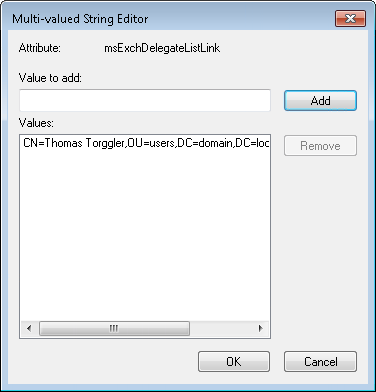 Multi-valued String Editor
Attribute: msExchDelegateListLink
Value to add:
Add
Values:
CN=Thomas Torggler,OU=users,DC=domain,DC=loc
Remove
OK Cancel